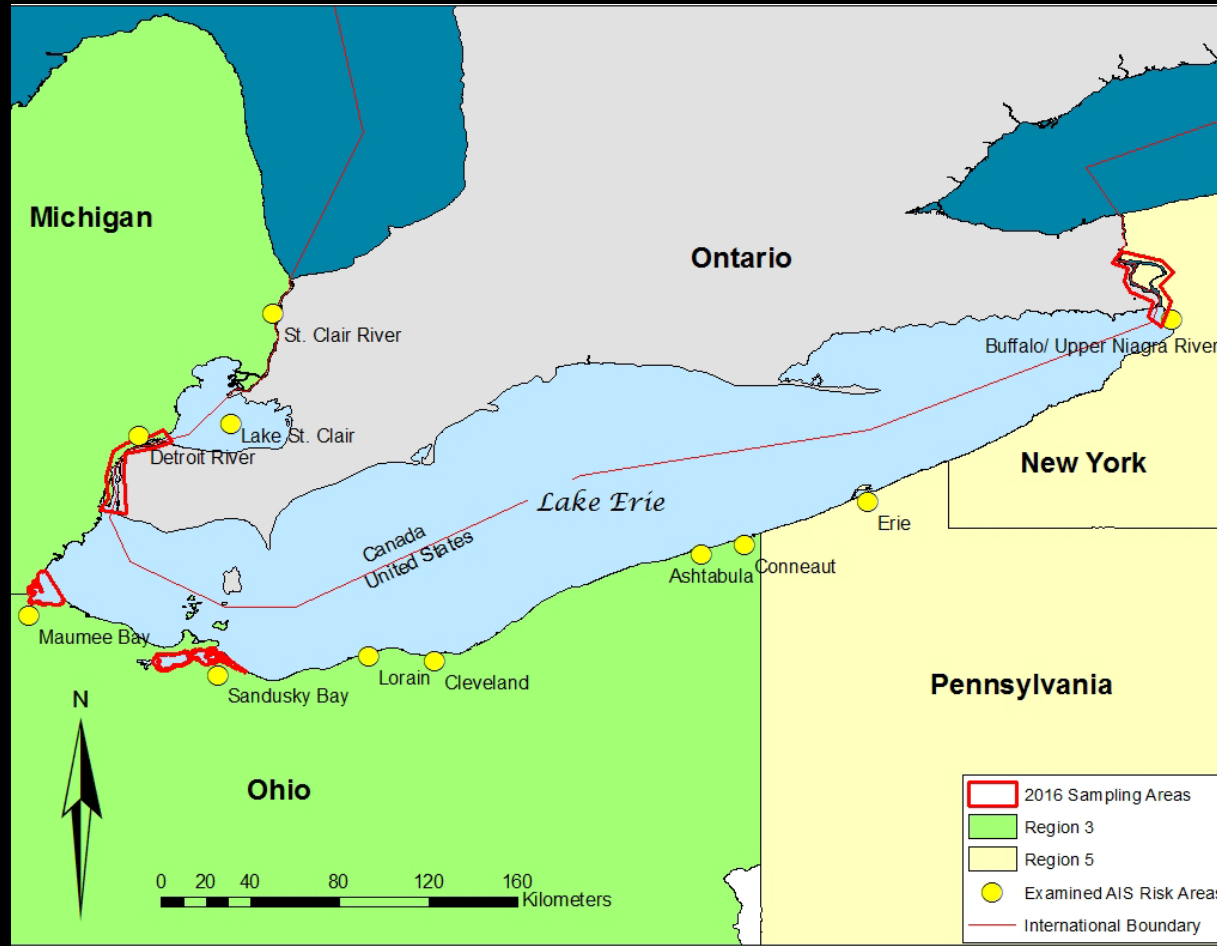 Michigan
Ontario
St. Clair River
Buffalo/ Upper Niagra River
Lake St. Clair
Detroit River
New York
Lake Erie
Erie
Canada
United States
Conneaut
Ashtabula
Maumee Bay
Lorain
Cleveland
Sandusky Bay
Pennsylvania
N
Ohio
2016 Sampling Areas
Region 3
Region 5
Examined AIS Risk Areas
International Boundary
0 20 40 80 120 160
Kilometers